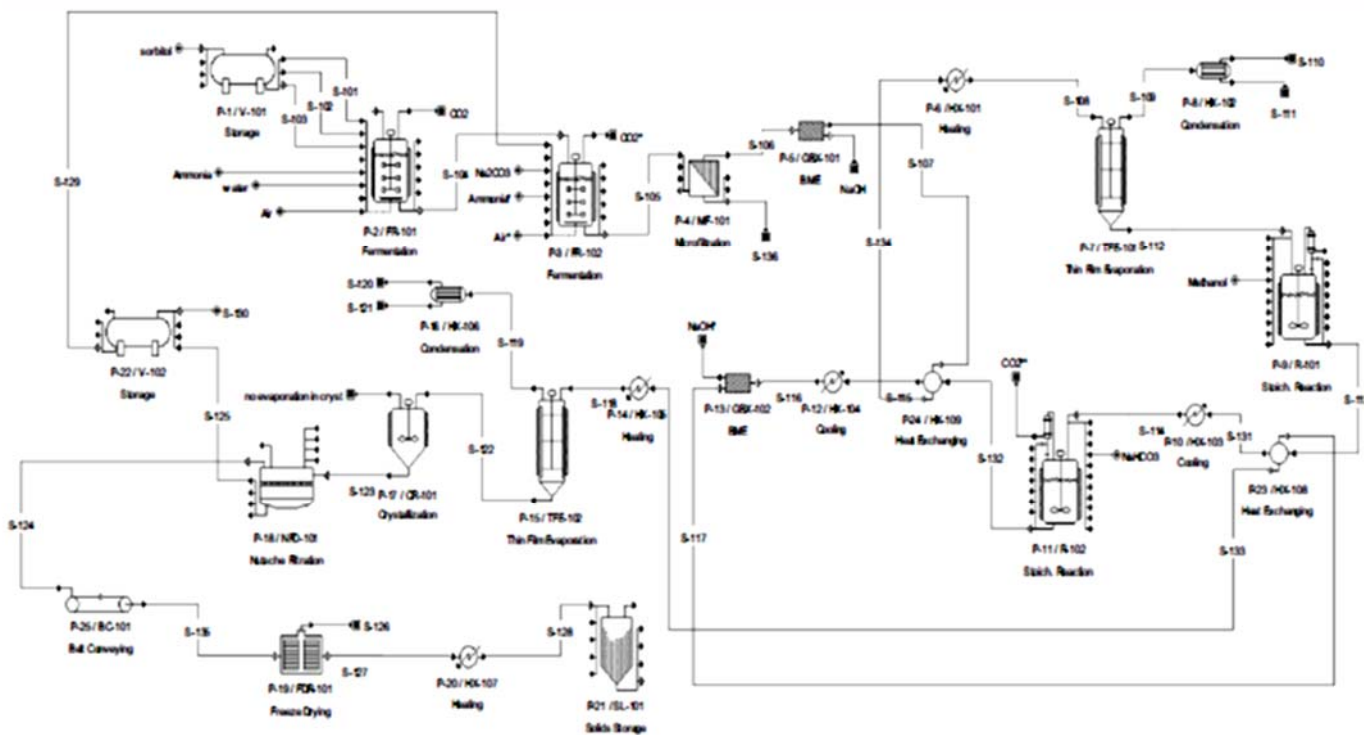 sorbitol
P-1 / V-101
Storage
S-101
S-102
S-103
Ammonia
water
Air
CO2
P-2 / FR-101
Fermentation
S-104
Na2CO3
Ammonia*
Air*
CO2*
P-3 / FR-102
Fermentation
S-105
P-4 / MF-101
Microfiltration
S-136
S-106
P-5 / GBX-101
BME
NaOH
S-107
S-134
P-6 / HX-101
Heating
S-108
P-7 / TFE-101
Thin Film Evaporation
S-109
P-8 / HX-102
Condensation
S-110
S-111
S-112
Methanol
P-9 / R-101
Stoich. Reaction
S-129
S-130
P-22 / V-102
Storage
S-125
S-120
S-121
P-16 / HX-106
Condensation
S-119
no evaporation in cryst
P-17 / CR-101
Crystallization
S-122
S-123
P-15 / TFE-102
Thin Film Evaporation
S-118
P-14 / HX-105
Heating
NaOH*
P-13 / GBX-102
BME
S-116
P-12 / HX-104
Cooling
S-115
P-24 / HX-109
Heat Exchanging
S-132
CO2**
P-11 / R-102
Stoich. Reaction
S-114
NaHCO3
P-10 / HX-103
Cooling
S-131
P-23 / HX-108
Heat Exchanging
S-133
S-117
P-18 / NFD-101
Nutsche Filtration
S-124
P-25 / BC-101
Belt Conveying
S-135
P-19 / FDR-101
Freeze Drying
S-126
S-127
P-20 / HX-107
Heating
S-128
P-21 / SL-101
Solids Storage